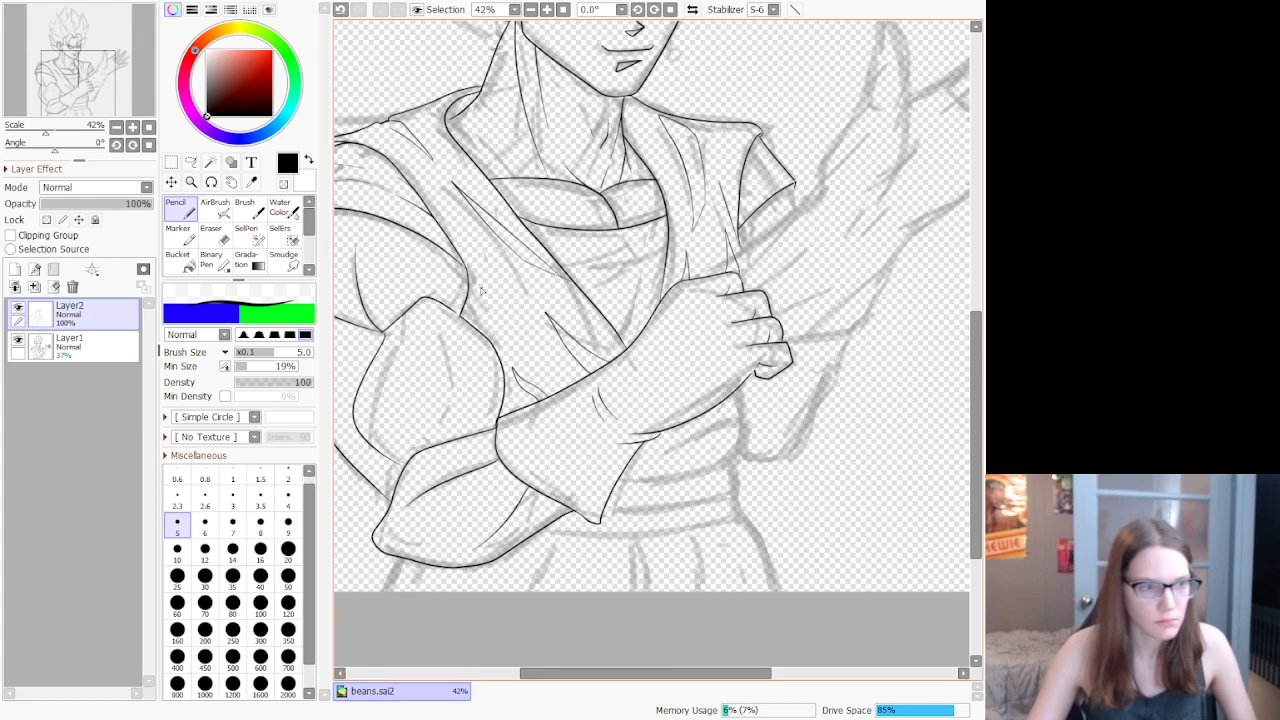 Selection 42% 0.0° Stabilizer S-6
Scale 42%
Angle 0°
Layer Effect
Mode Normal
Opacity 100%
Lock
Clipping Group
Selection Source
Layer2
Normal
100%
Layer1
Normal
37%
T
Pencil AirBrush Brush Water Color
Marker Eraser SelPen SelErs
Bucket Binary Pen Grada-tion Smudge
Normal
Brush Size x0.1 5.0
Min Size 19%
Density 100
Min Density 0%
[ Simple Circle ]
[ No Texture ] 95
Miscellaneous
0.6 0.8 1 1.5 2
2.3 2.6 3 3.5 4
5 6 7 8 9
10 12 14 16 20
25 30 35 40 50
60 70 80 100 120
160 200 250 300 350
400 450 500 600 700
800 1000 1200 1600 2000
beans.sai2 42%
Memory Usage 6% (7%) Drive Space 85%